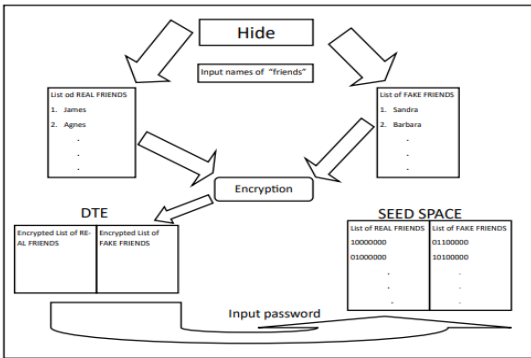 Hide
Input names of "friends"
List od REAL FRIENDS
1. James
2. Agnes
.
.
.
List of FAKE FRIENDS
1. Sandra
2. Barbara
.
.
.
Encryption
DTE
Encrypted List of RE-
AL FRIENDS
Encrypted List of
FAKE FRIENDS
SEED SPACE
List of REAL FRIENDS
10000000
01000000
.
.
.
List of FAKE FRIENDS
01100000
10100000
.
.
.
Input password